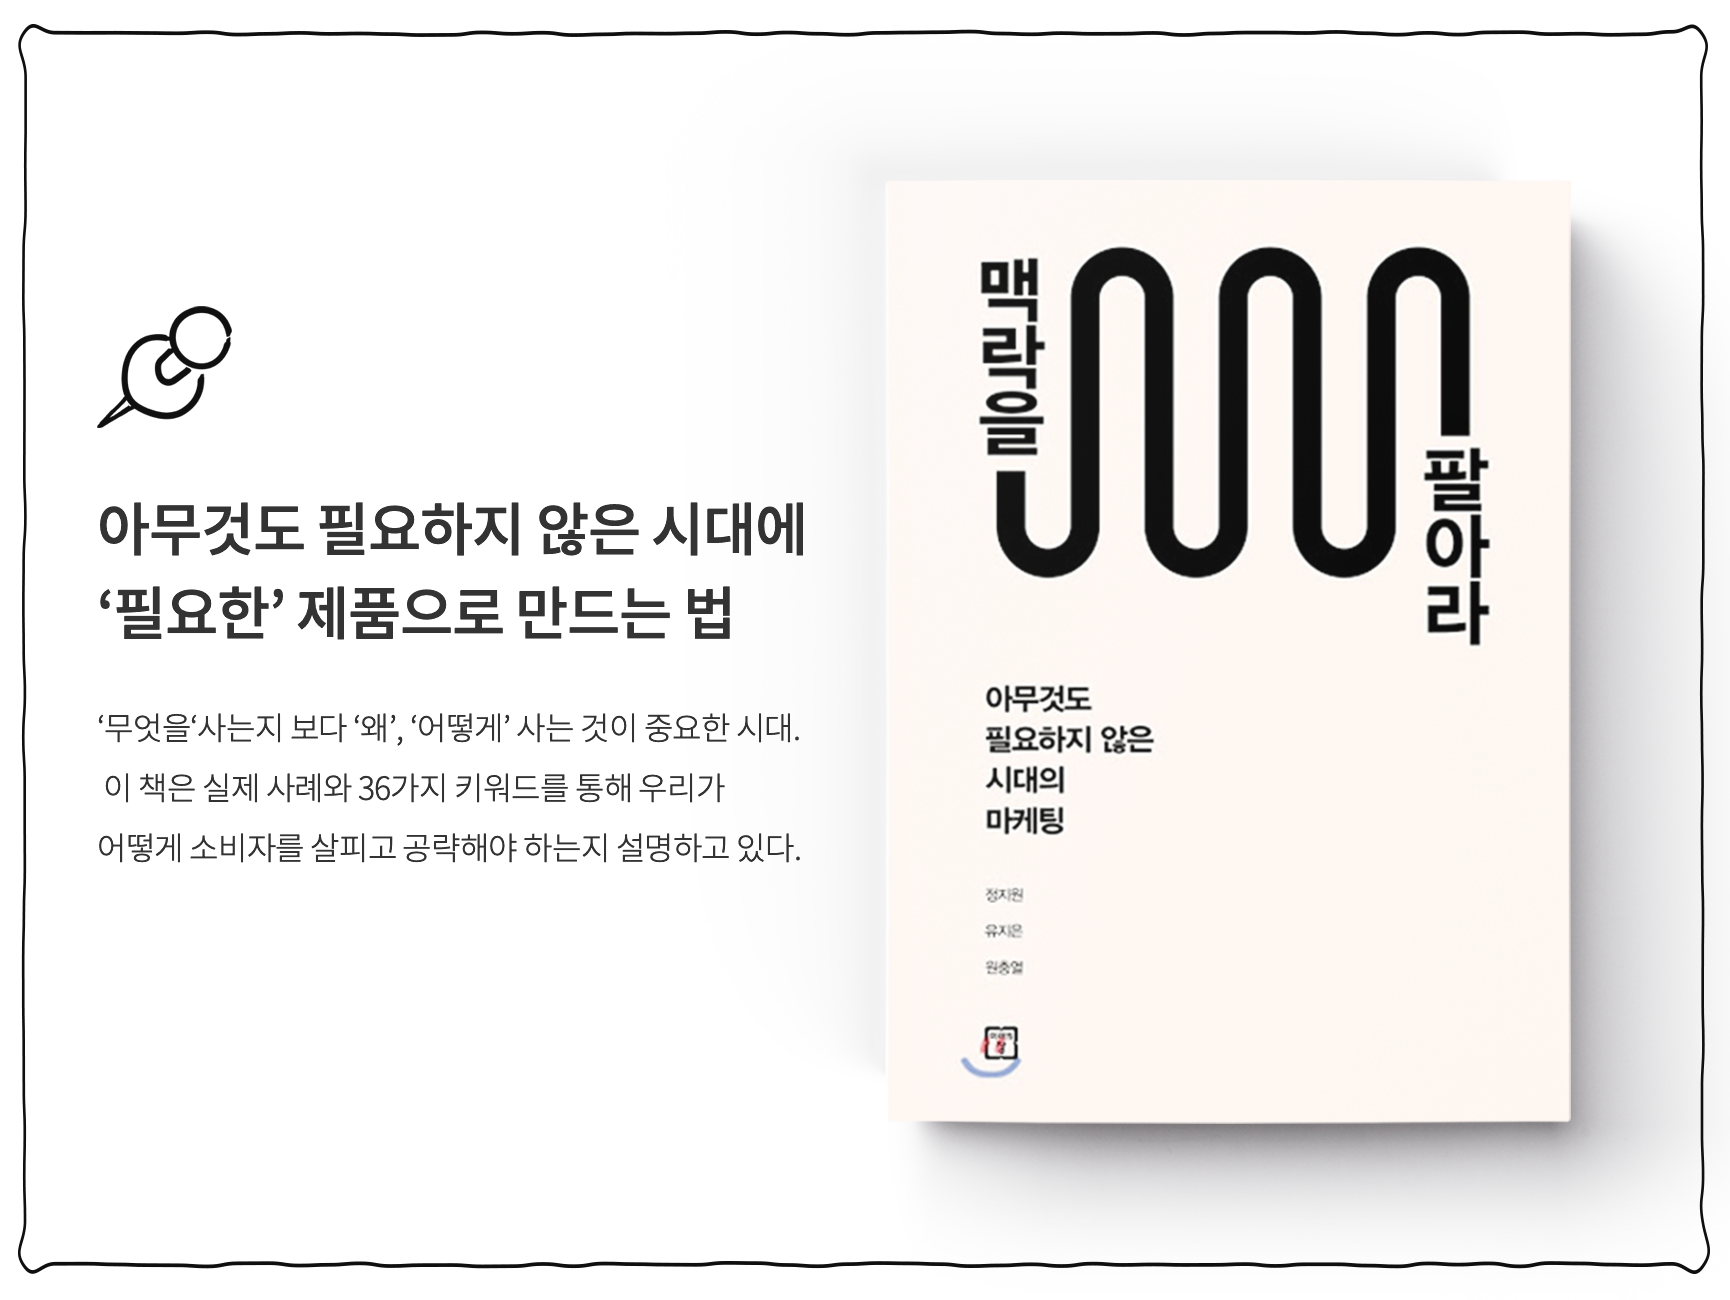 아무것도 필요하지 않은 시대에
‘필요한’ 제품으로 만드는 법
‘무엇을‘사는지 보다 ‘왜’, ‘어떻게’ 사는 것이 중요한 시대.
이 책은 실제 사례와 36가지 키워드를 통해 우리가
어떻게 소비자를 살피고 공략해야 하는지 설명하고 있다.
맥락을
팔아라
아무것도
필요하지 않은
시대의
마케팅
정지원
유지은
원충열